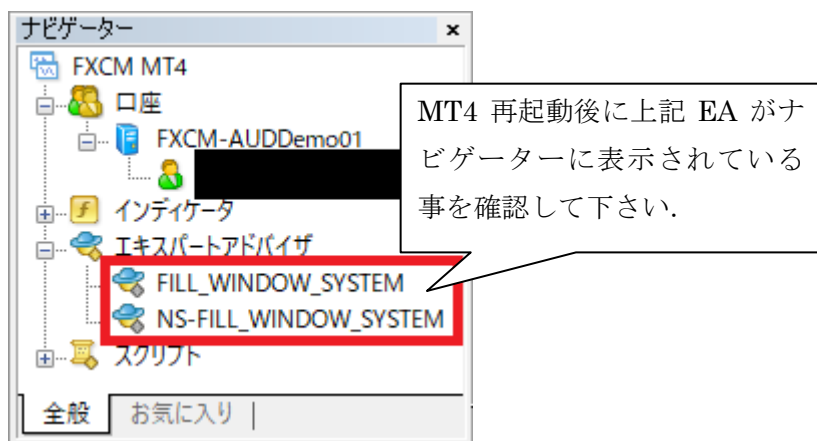 ナビゲーター
FXCM MT4
口座
FXCM-AUDDemo01
インディケータ
エキスパートアドバイザ
FILL_WINDOW_SYSTEM
NS-FILL_WINDOW_SYSTEM
スクリプト
全般 お気に入り
MT4 再起動後に上記 EA がナ
ビゲーターに表示されている
事を確認して下さい.